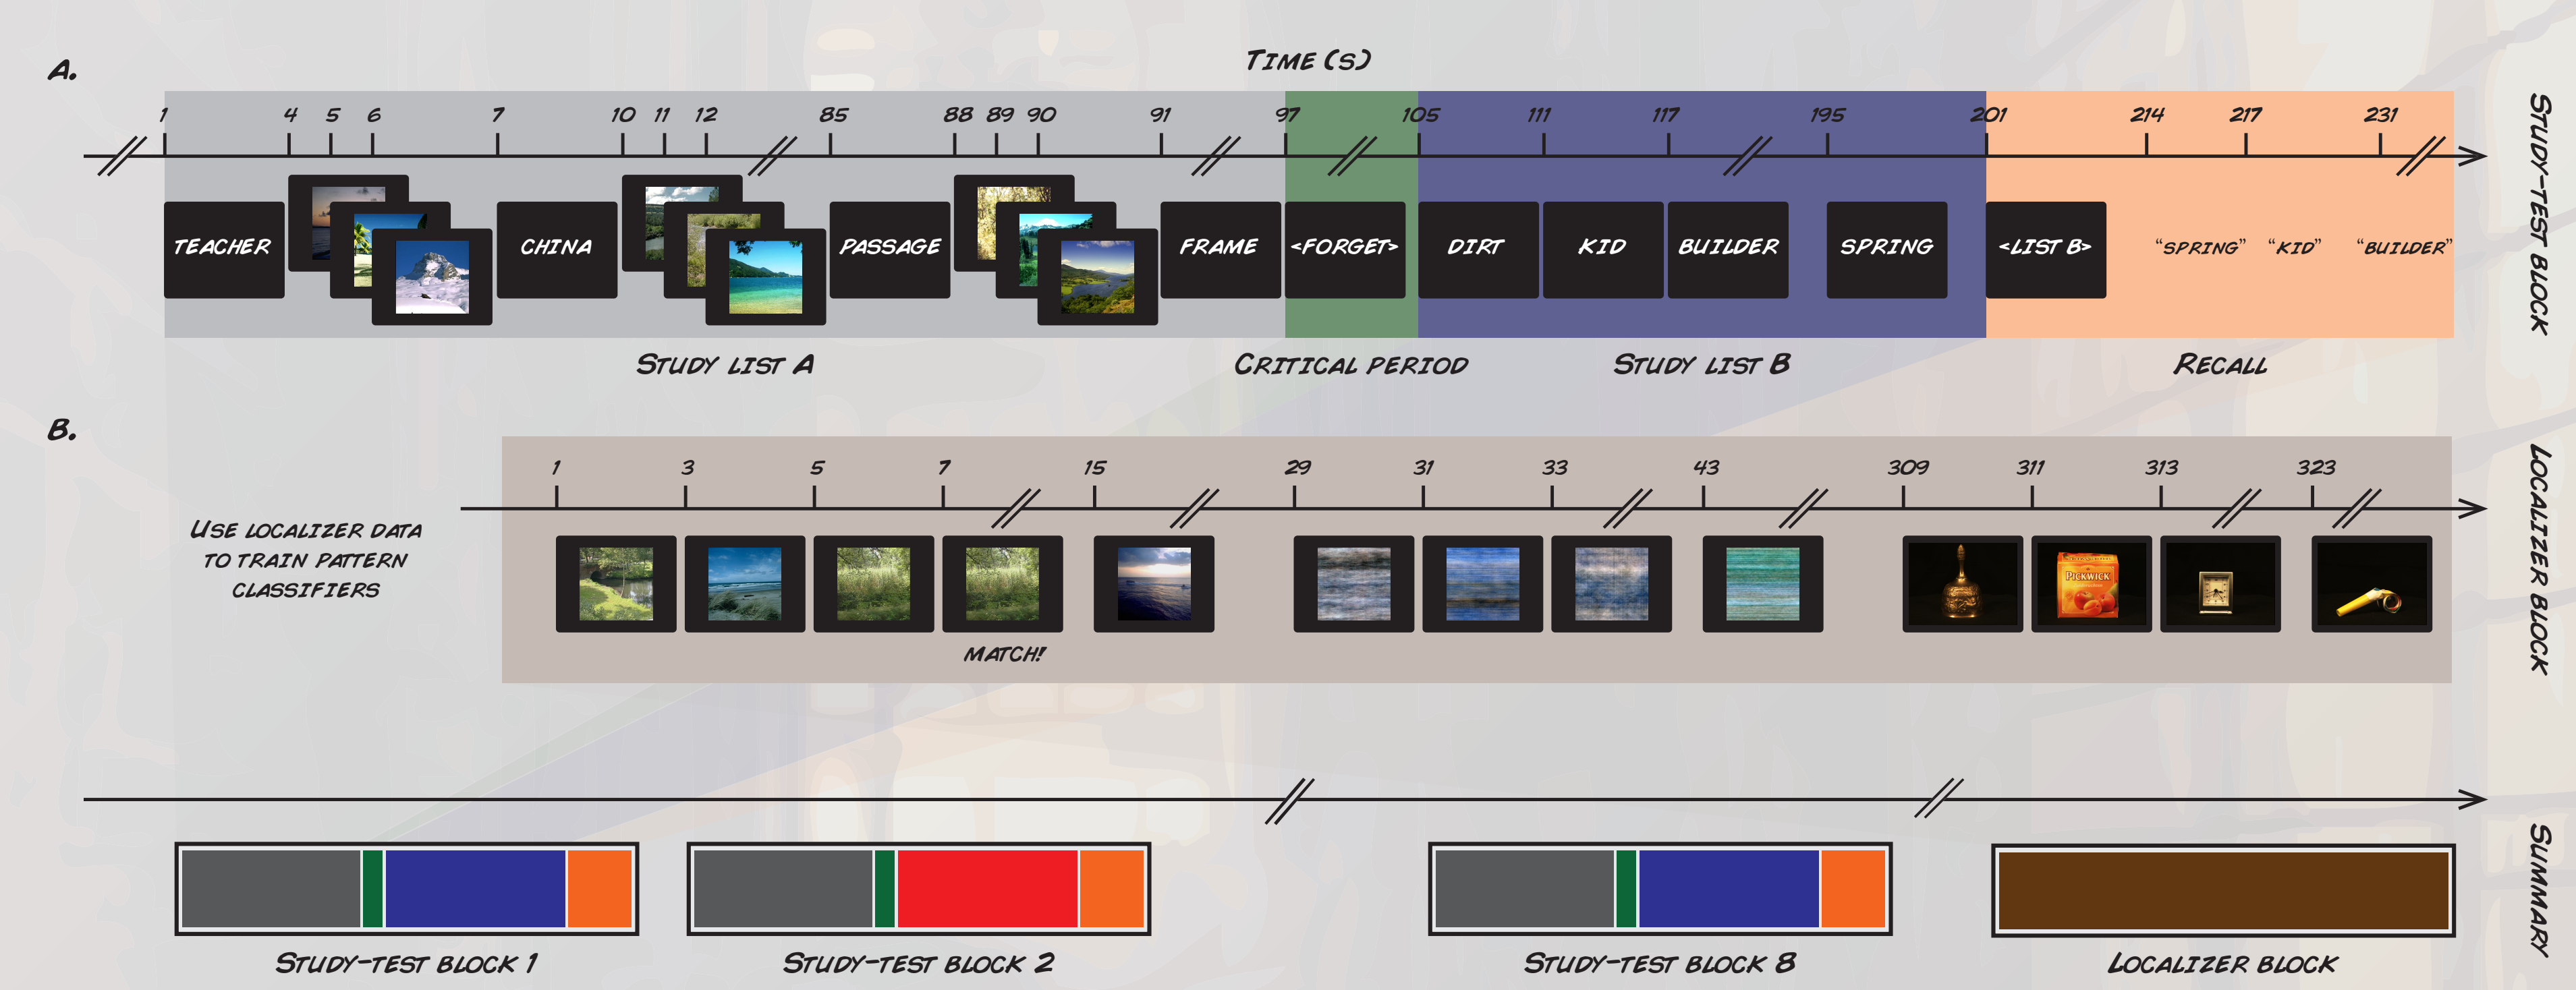 A.
TIME (S)
1 4 5 6 7 10 11 12 85 88 89 90 91 97 105 111 117 195 201 214 217 231
TEACHER CHINA PASSAGE FRAME <FORGET> DIRT KID BUILDER SPRING <LIST B> “SPRING” “KID” “BUILDER”
STUDY LIST A CRITICAL PERIOD STUDY LIST B RECALL
STUDY-TEST BLOCK
B.
1 3 5 7 15 29 31 33 43 309 311 313 323
USE LOCALIZER DATA
TO TRAIN PATTERN
CLASSIFIERS
PICKWICK
MATCH!
LOCALIZER BLOCK
STUDY-TEST BLOCK 1 STUDY-TEST BLOCK 2 STUDY-TEST BLOCK 8 LOCALIZER BLOCK
SUMMARY